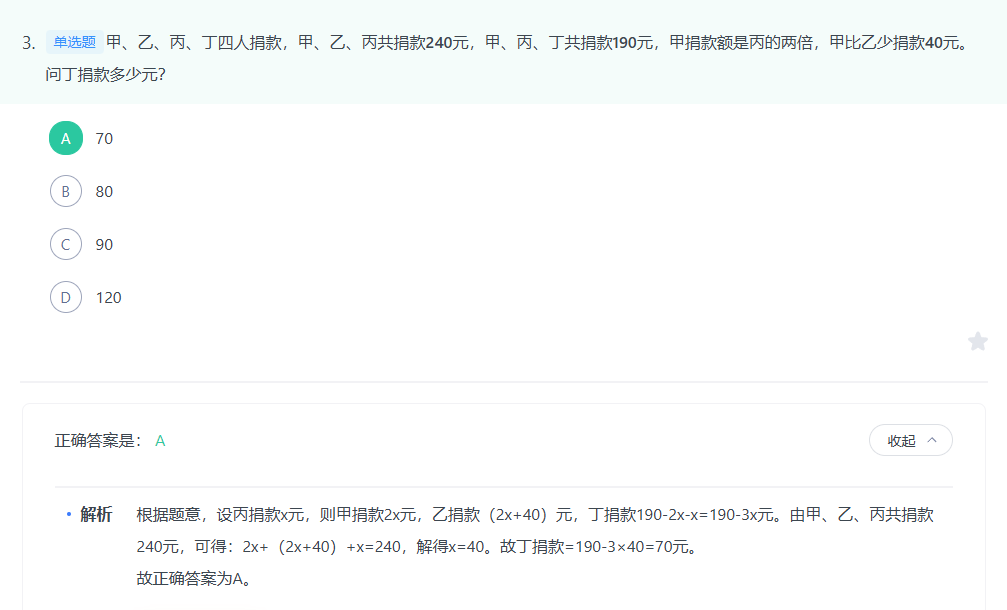 3. 单选题 甲、乙、丙、丁四人捐款，甲、乙、丙共捐款240元，甲、丙、丁共捐款190元，甲捐款额是丙的两倍，甲比乙少捐款40元。
问丁捐款多少元？
A 70
B 80
C 90
D 120
正确答案是： A 收起
• 解析 根据题意，设丙捐款x元，则甲捐款2x元，乙捐款（2x+40）元，丁捐款190-2x-x=190-3x元。由甲、乙、丙共捐款
240元，可得：2x+（2x+40）+x=240，解得x=40。故丁捐款=190-3×40=70元。
故正确答案为A。